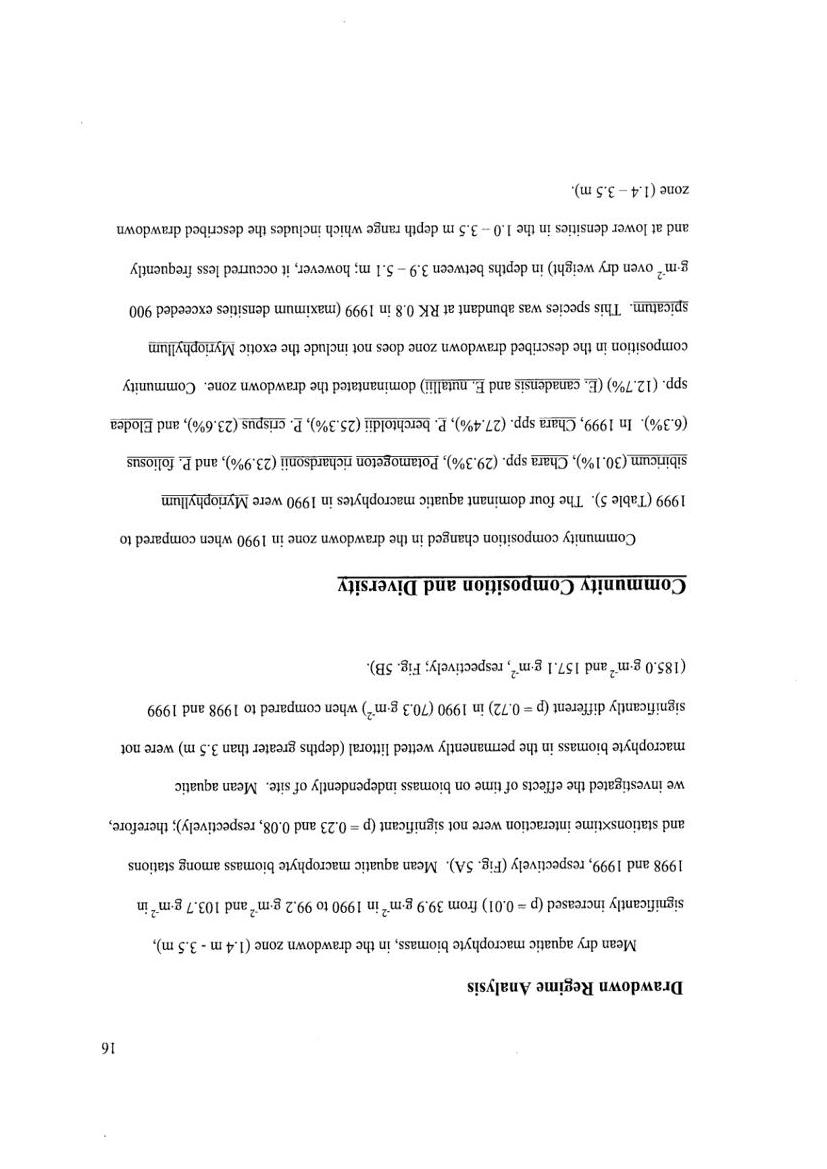 16
Drawdown Regime Analysis
Mean dry aquatic macrophyte biomass, in the drawdown zone (1.4 m - 3.5 m),
significantly increased (p = 0.01) from 39.9 g·m⁻² in 1990 to 99.2 g·m⁻² and 103.7 g·m⁻² in
1998 and 1999, respectively (Fig. 5A). Mean aquatic macrophyte biomass among stations
and stations×time interaction were not significant (p = 0.23 and 0.08, respectively); therefore,
we investigated the effects of time on biomass independently of site. Mean aquatic
macrophyte biomass in the permanently wetted littoral (depths greater than 3.5 m) were not
significantly different (p = 0.72) in 1990 (70.3 g·m⁻²) when compared to 1998 and 1999
(185.0 g·m⁻² and 157.1 g·m⁻², respectively; Fig. 5B).
Community Composition and Diversity
Community composition changed in the drawdown zone in 1990 when compared to
1999 (Table 5). The four dominant aquatic macrophytes in 1990 were Myriophyllum
sibiricum (30.1%), Chara spp. (29.3%), Potamogeton richardsonii (23.9%), and P. foliosus
(6.3%). In 1999, Chara spp. (27.4%), P. berchtoldii (25.3%), P. crispus (23.6%), and Elodea
spp. (12.7%) (E. canadensis and E. nutallii) dominantated the drawdown zone. Community
composition in the described drawdown zone does not include the exotic Myriophyllum
spicatum. This species was abundant at RK 0.8 in 1999 (maximum densities exceeded 900
g·m⁻² oven dry weight) in depths between 3.9 – 5.1 m; however, it occurred less frequently
and at lower densities in the 1.0 – 3.5 m depth range which includes the described drawdown
zone (1.4 – 3.5 m).